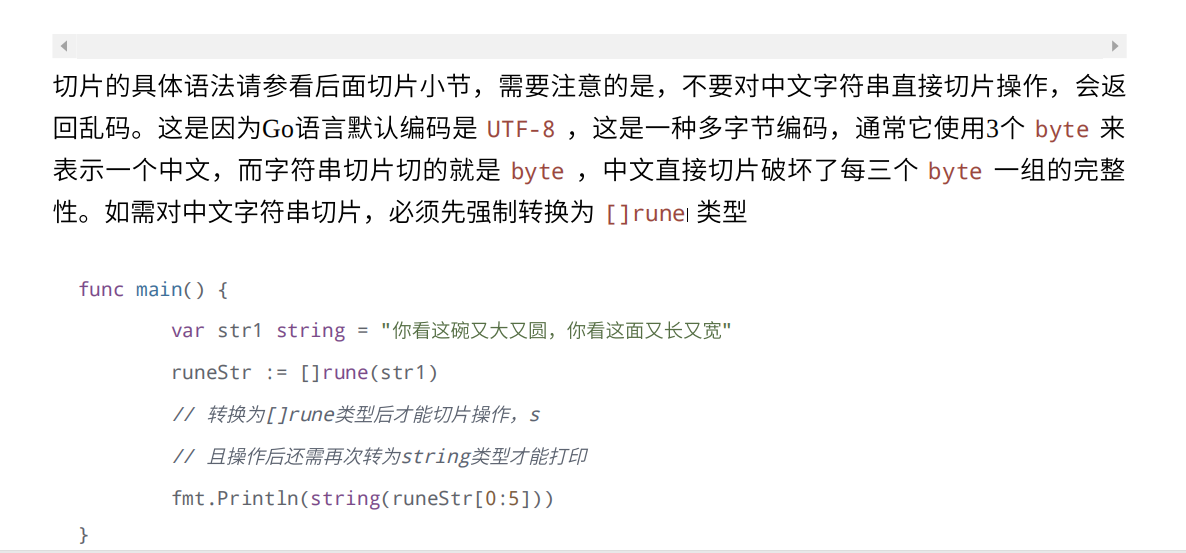 切片的具体语法请参看后面切片小节，需要注意的是，不要对中文字符串直接切片操作，会返
回乱码。这是因为Go语言默认编码是 UTF-8 ，这是一种多字节编码，通常它使用3个 byte 来
表示一个中文，而字符串切片切的就是 byte ，中文直接切片破坏了每三个 byte 一组的完整
性。如需对中文字符串切片，必须先强制转换为 []rune 类型
func main() {
var str1 string = "你看这碗又大又圆，你看这面又长又宽"
runeStr := []rune(str1)
// 转换为[]rune类型后才能切片操作，s
// 且操作后还需再次转为string类型才能打印
fmt.Println(string(runeStr[0:5]))
}